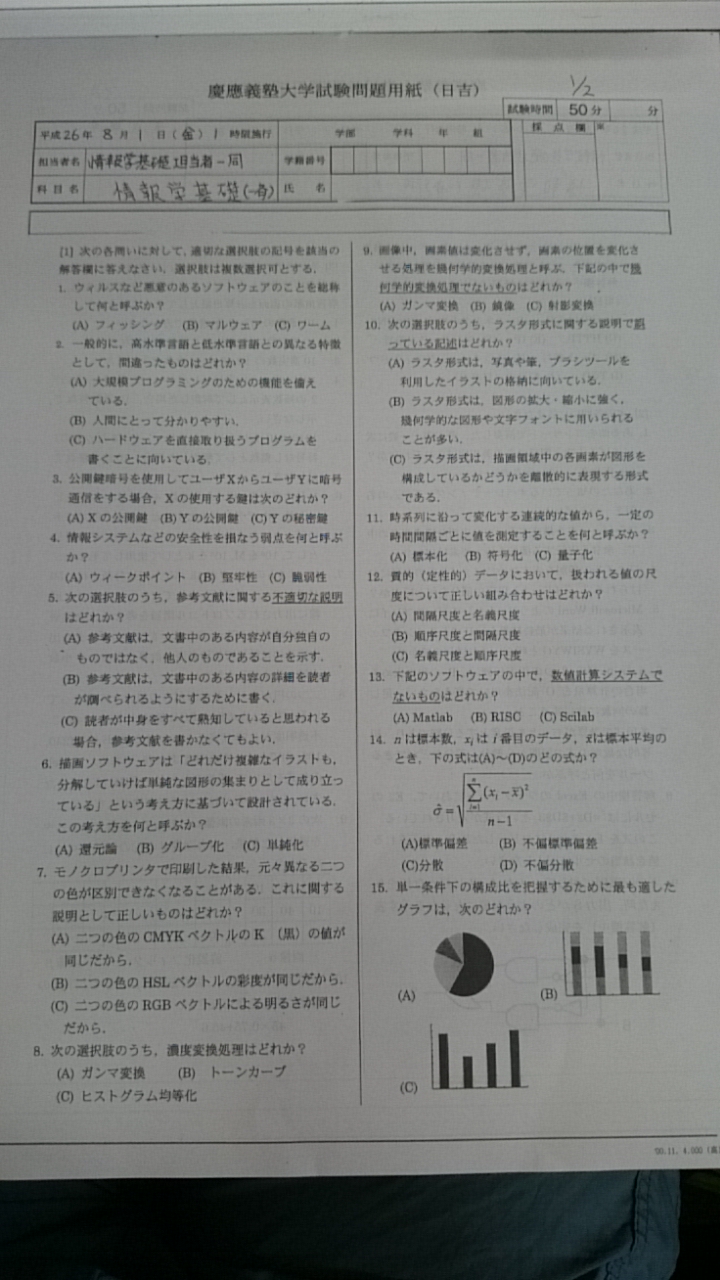 慶應義塾大学試験問題用紙（日吉）
1/2
試験時間 50分 分
平成26年 8月1日（金）1時限施行
学部 学科 年 組
採点欄 ※
担当者名 情報学基礎担当者一同
学籍番号
科目名 情報学基礎(一斉)
氏名
[1] 次の各問いに対して，適切な選択肢の記号を該当の
解答欄に答えなさい．選択肢は複数選択可とする．
1. ウィルスなど悪意のあるソフトウェアのことを総称
して何と呼ぶか？
(A) フィッシング (B) マルウェア (C) ワーム
2. 一般的に，高水準言語と低水準言語との異なる特徴
として，間違ったものはどれか？
(A) 大規模プログラミングのための機能を備え
ている．
(B) 人間にとって分かりやすい．
(C) ハードウェアを直接取り扱うプログラムを
書くことに向いている．
3. 公開鍵暗号を使用してユーザXからユーザYに暗号
通信をする場合，Xの使用する鍵は次のどれか？
(A) Xの公開鍵 (B) Yの公開鍵 (C) Yの秘密鍵
4. 情報システムなどの安全性を損なう弱点を何と呼ぶ
か？
(A) ウィークポイント (B) 堅牢性 (C) 脆弱性
5. 次の選択肢のうち，参考文献に関する不適切な説明
はどれか？
(A) 参考文献は，文書中のある内容が自分独自の
ものではなく，他人のものであることを示す．
(B) 参考文献は，文書中のある内容の詳細を読者
が調べられるようにするために書く．
(C) 読者が中身をすべて熟知していると思われる
場合，参考文献を書かなくてもよい．
6. 描画ソフトウェアは「どれだけ複雑なイラストも，
分解していけば単純な図形の集まりとして成り立っ
ている」という考え方に基づいて設計されている．
この考え方を何と呼ぶか？
(A) 還元論 (B) グループ化 (C) 単純化
7. モノクロプリンタで印刷した結果，元々異なる二つ
の色が区別できなくなることがある．これに関する
説明として正しいものはどれか？
(A) 二つの色の CMYK ベクトルの K （黒）の値が
同じだから．
(B) 二つの色の HSL ベクトルの彩度が同じだから．
(C) 二つの色の RGB ベクトルによる明るさが同じ
だから．
8. 次の選択肢のうち，濃度変換処理はどれか？
(A) ガンマ変換 (B) トーンカーブ
(C) ヒストグラム均等化
9. 画像中，画素値は変化させず，画素の位置を変化さ
せる処理を幾何学的変換処理と呼ぶ．下記の中で幾
何学的変換処理でないものはどれか？
(A) ガンマ変換 (B) 鏡像 (C) 射影変換
10. 次の選択肢のうち，ラスタ形式に関する説明で誤
っている記述はどれか？
(A) ラスタ形式は，写真や筆，ブラシツールを
利用したイラストの格納に向いている．
(B) ラスタ形式は，図形の拡大・縮小に強く，
幾何学的な図形や文字フォントに用いられる
ことが多い．
(C) ラスタ形式は，描画領域中の各画素が図形を
構成しているかどうかを離散的に表現する形式
である．
11. 時系列に沿って変化する連続的な値から，一定の
時間間隔ごとに値を測定することを何と呼ぶか？
(A) 標本化 (B) 符号化 (C) 量子化
12. 質的（定性的）データにおいて，扱われる値の尺
度について正しい組み合わせはどれか？
(A) 間隔尺度と名義尺度
(B) 順序尺度と間隔尺度
(C) 名義尺度と順序尺度
13. 下記のソフトウェアの中で，数値計算システムで
ないものはどれか？
(A) Matlab (B) RISC (C) Scilab
14. n は標本数，xᵢ は i 番目のデータ，x̄は標本平均の
とき，下の式は(A)～(D)のどの式か？
σ̂ = √(∑ᵢ₌₁ⁿ(xᵢ − x̄)² / (n−1))
(A)標準偏差 (B) 不偏標準偏差
(C)分散 (D) 不偏分散
15. 単一条件下の構成比を把握するために最も適した
グラフは，次のどれか？
(A)
(B)
(C)